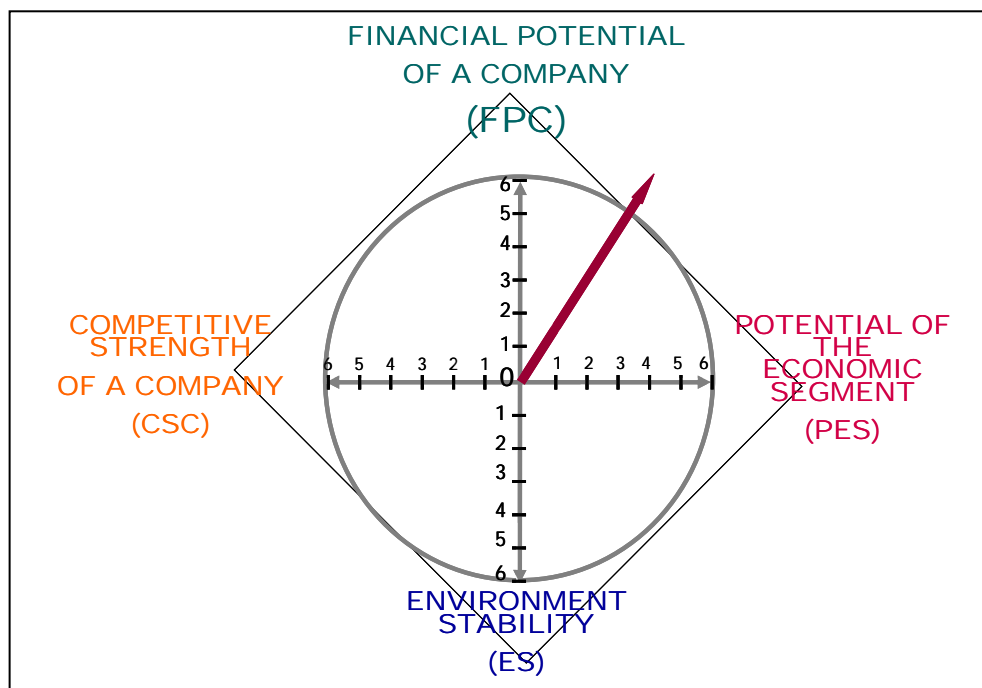 FINANCIAL POTENTIAL
OF A COMPANY
(FPC)
6
5
4
3
2
1
COMPETITIVE
STRENGTH
OF A COMPANY
(CSC)
6 5 4 3 2 1 0 1 2 3 4 5 6
POTENTIAL OF
THE
ECONOMIC
SEGMENT
(PES)
1
2
3
4
5
6
ENVIRONMENT
STABILITY
(ES)